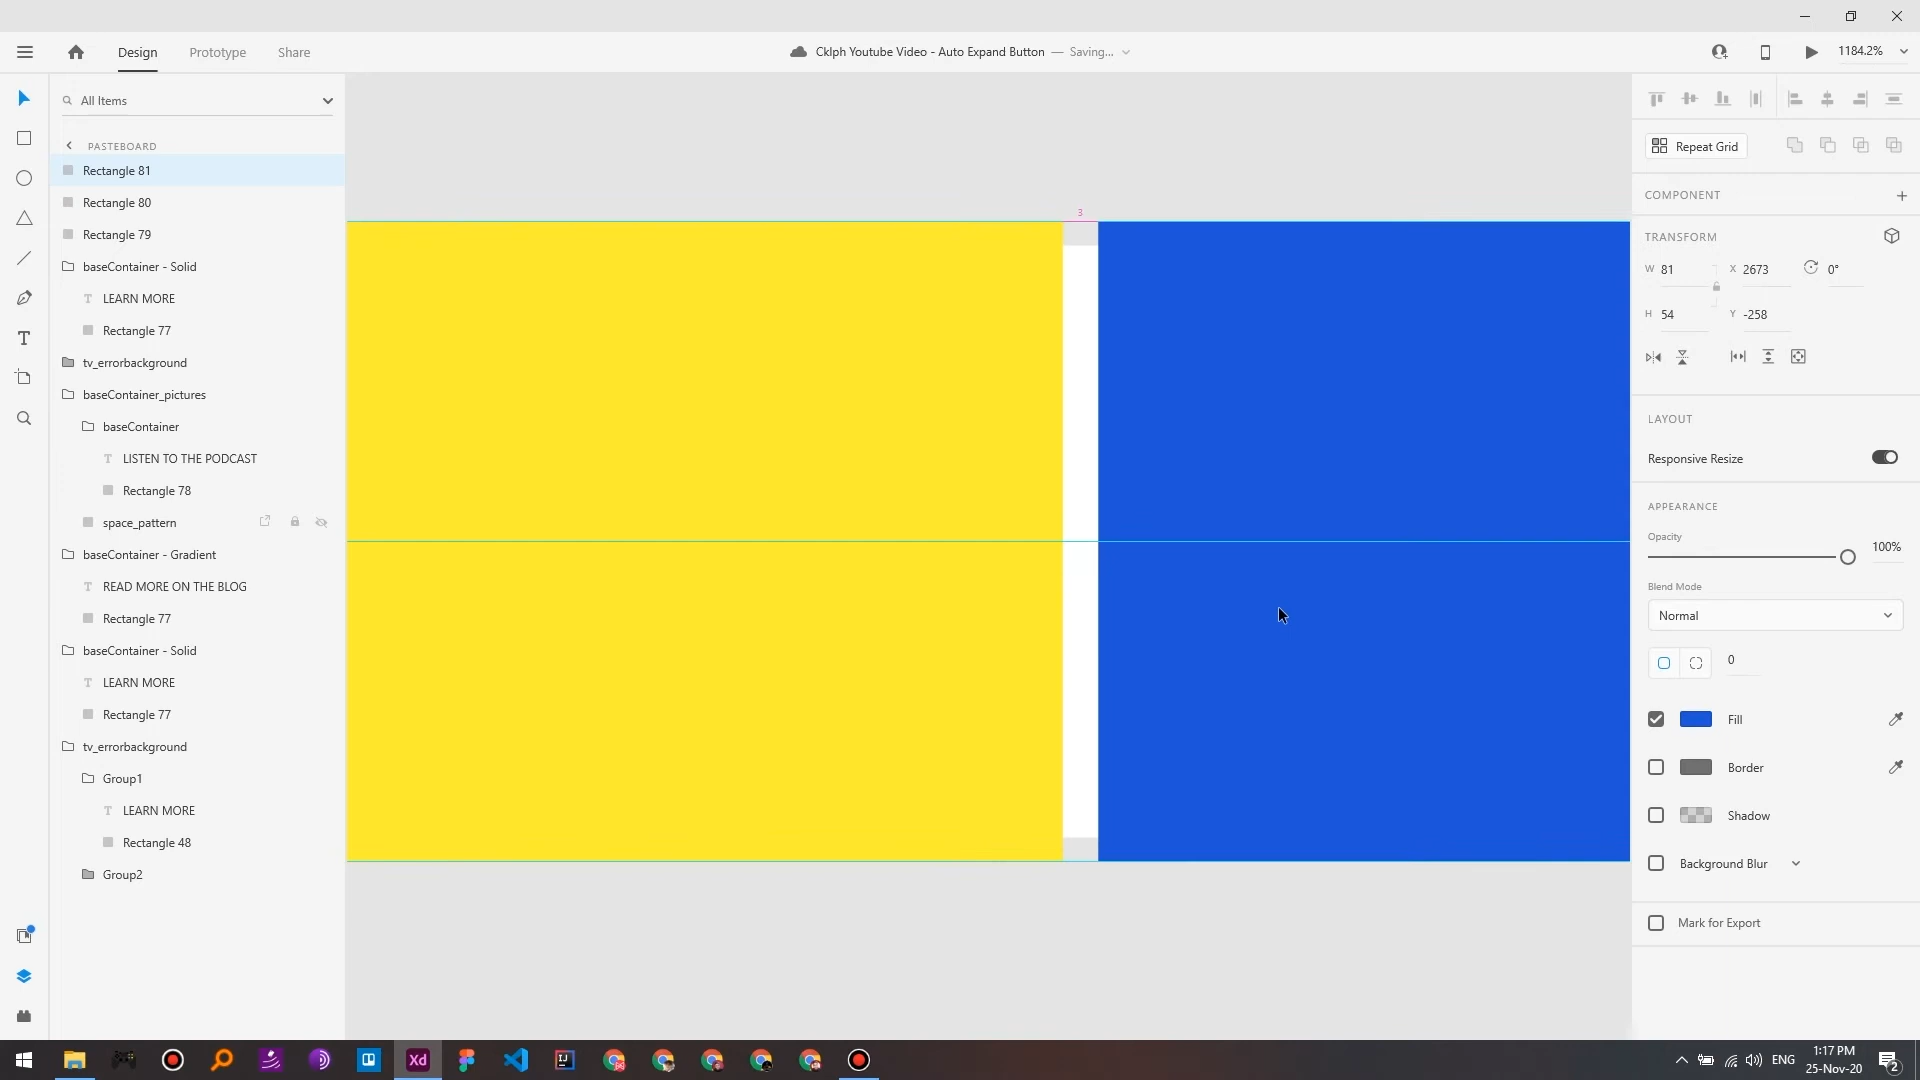 Design
Prototype
Share
Cklph Youtube Video - Auto Expand Button — Saving...
1184.2%
All Items
PASTEBOARD
Rectangle 81
Rectangle 80
Rectangle 79
baseContainer - Solid
T LEARN MORE
Rectangle 77
tv_errorbackground
baseContainer_pictures
baseContainer
T LISTEN TO THE PODCAST
Rectangle 78
space_pattern
baseContainer - Gradient
T READ MORE ON THE BLOG
Rectangle 77
baseContainer - Solid
T LEARN MORE
Rectangle 77
tv_errorbackground
Group1
T LEARN MORE
Rectangle 48
Group2
3
Repeat Grid
COMPONENT
TRANSFORM
W 81 X 2673 0°
H 54 Y -258
LAYOUT
Responsive Resize
APPEARANCE
Opacity
100%
Blend Mode
Normal
0
Fill
Border
Shadow
Background Blur
Mark for Export
Xd
IJ
ENG
1:17 PM
25-Nov-20
2